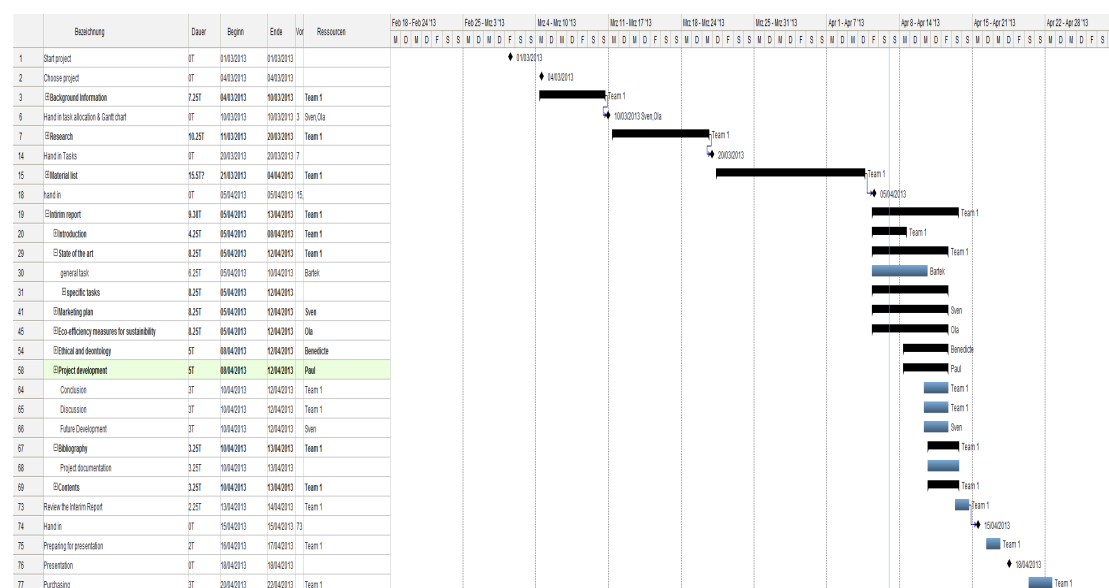 Feb 18 - Feb 24 '13 Feb 25 - Mrz 3 '13 Mrz 4 - Mrz 10 '13 Mrz 11 - Mrz 17 '13 Mrz 18 - Mrz 24 '13 Mrz 25 - Mrz 31 '13 Apr 1 - Apr 7 '13 Apr 8 - Apr 14 '13 Apr 15 - Apr 21 '13 Apr 22 - Apr 28 '13
Bezeichnung Dauer Beginn Ende Vor Ressourcen
M D M D F S S M D M D F S S M D M D F S S M D M D F S S M D M D F S S M D M D F S S M D M D F S S M D M D F S S M D M D F S S M D M D F S
1 Start project 0T 01/03/2013 01/03/2013 01/03/2013
2 Choose project 0T 04/03/2013 04/03/2013 04/03/2013
3 Background Information 7.25T 04/03/2013 10/03/2013 Team 1 Team 1
6 Hand in task allocation & Gantt chart 0T 10/03/2013 10/03/2013 3 Sven,Ola 10/03/2013 Sven,Ola
7 Research 10.25T 11/03/2013 20/03/2013 Team 1 Team 1
14 Hand in Tasks 0T 20/03/2013 20/03/2013 7 20/03/2013
15 Material list 15.5T? 21/03/2013 04/04/2013 Team 1 Team 1
18 hand in 0T 05/04/2013 05/04/2013 15, 05/04/2013
19 Intirim report 9.38T 05/04/2013 13/04/2013 Team 1 Team 1
20 Introduction 4.25T 05/04/2013 08/04/2013 Team 1 Team 1
29 State of the art 8.25T 05/04/2013 12/04/2013 Team 1 Team 1
30 general task 6.25T 05/04/2013 10/04/2013 Bartek Bartek
31 specific tasks 8.25T 05/04/2013 12/04/2013
41 Marketing plan 8.25T 05/04/2013 12/04/2013 Sven Sven
45 Eco-efficiency measures for sustainibility 8.25T 05/04/2013 12/04/2013 Ola Ola
54 Ethical and deontology 5T 08/04/2013 12/04/2013 Benedicte Benedicte
58 Project development 5T 08/04/2013 12/04/2013 Paul Paul
64 Conclusion 3T 10/04/2013 12/04/2013 Team 1 Team 1
65 Discussion 3T 10/04/2013 12/04/2013 Team 1 Team 1
66 Future Development 3T 10/04/2013 12/04/2013 Sven Sven
67 Bibliography 3.25T 10/04/2013 13/04/2013 Team 1 Team 1
68 Project documentation 3.25T 10/04/2013 13/04/2013
69 Contents 3.25T 10/04/2013 13/04/2013 Team 1 Team 1
73 Review the Interim Report 2.25T 13/04/2013 14/04/2013 Team 1 Team 1
74 Hand in 0T 15/04/2013 15/04/2013 73 15/04/2013
75 Preparing for presentation 2T 16/04/2013 17/04/2013 Team 1 Team 1
76 Presentation 0T 18/04/2013 18/04/2013 18/04/2013
77 Purchasing 3T 20/04/2013 22/04/2013 Team 1 Team 1